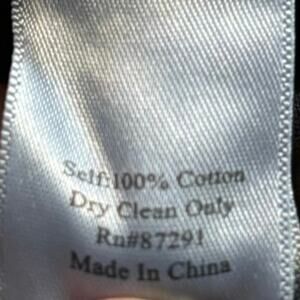 Self:100% Cotton
Dry Clean Only
Rn#87291
Made In China